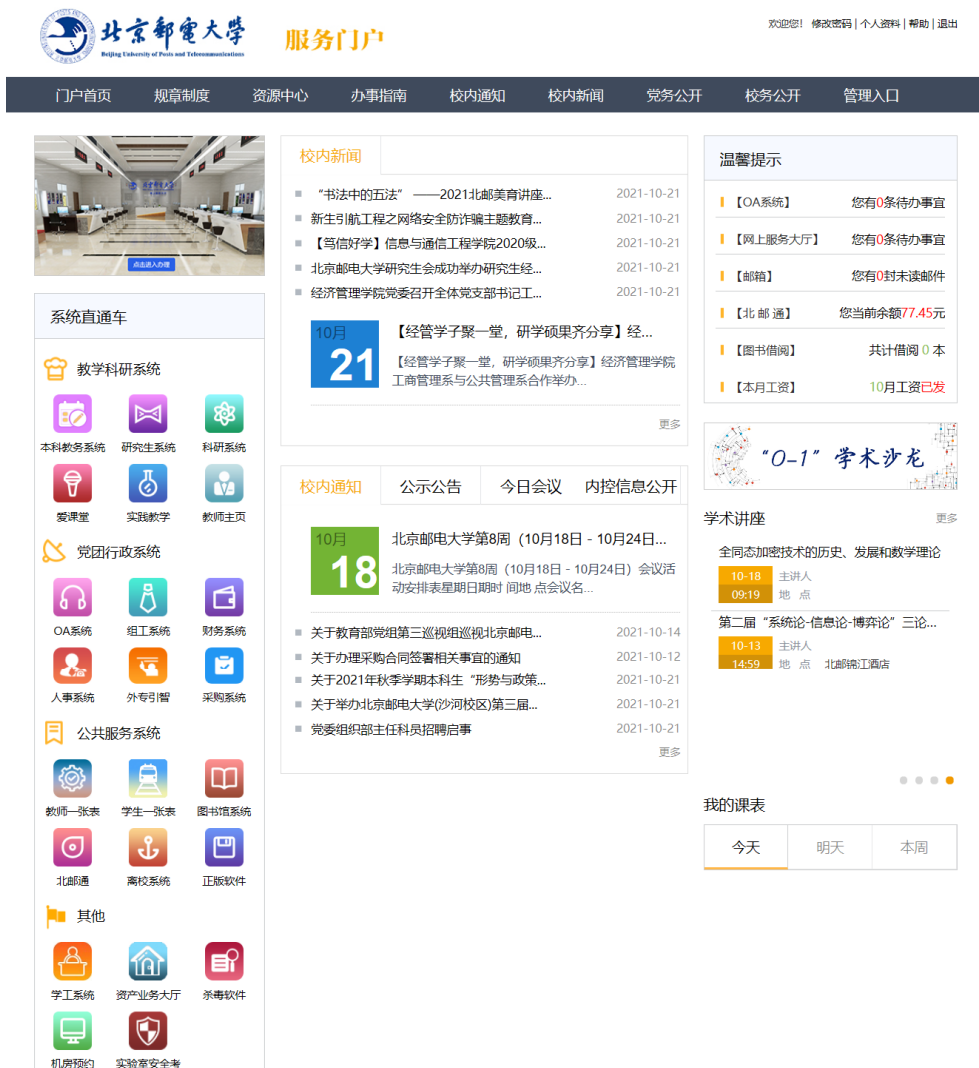 北京郵電大學
Beijing University of Posts and Telecommunications
服务门户
欢迎您! 修改密码 | 个人资料 | 帮助 | 退出
门户首页 规章制度 资源中心 办事指南 校内通知 校内新闻 党务公开 校务公开 管理入口
点击进入办理
系统直通车
教学科研系统
本科教务系统 研究生系统 科研系统
爱课堂 实践教学 教师主页
党团行政系统
OA系统 组工系统 财务系统
人事系统 外专引智 采购系统
公共服务系统
教师一张表 学生一张表 图书馆系统
北邮通 离校系统 正版软件
其他
学工系统 资产业务大厅 杀毒软件
机房预约 实验室安全考
校内新闻
“书法中的五法” ——2021北邮美育讲座... 2021-10-21
新生引航工程之网络安全防诈骗主题教育... 2021-10-21
【笃信好学】信息与通信工程学院2020级... 2021-10-21
北京邮电大学研究生会成功举办研究生经... 2021-10-21
经济管理学院党委召开全体党支部书记工... 2021-10-21
10月
21
【经管学子聚一堂，研学硕果齐分享】经...
【经管学子聚一堂，研学硕果齐分享】经济管理学院
工商管理系与公共管理系合作举办...
更多
校内通知 公示公告 今日会议 内控信息公开
10月
18
北京邮电大学第8周（10月18日 - 10月24日...
北京邮电大学第8周（10月18日 - 10月24日）会议活
动安排表星期日期时 间地 点会议名...
关于教育部党组第三巡视组巡视北京邮电... 2021-10-14
关于办理采购合同签署相关事宜的通知 2021-10-12
关于2021年秋季学期本科生“形势与政策... 2021-10-21
关于举办北京邮电大学(沙河校区)第三届... 2021-10-21
党委组织部主任科员招聘启事 2021-10-21
更多
温馨提示
【OA系统】 您有0条待办事宜
【网上服务大厅】 您有0条待办事宜
【邮箱】 您有0封未读邮件
【北 邮 通】 您当前余额77.45元
【图书借阅】 共计借阅 0 本
【本月工资】 10月工资已发
“0-1” 学术沙龙
学术讲座 更多
全同态加密技术的历史、发展和数学理论
10-18 主讲人
09:19 地 点
第二届“系统论-信息论-博弈论”三论...
10-13 主讲人
14:59 地 点 北邮锦江酒店
我的课表
今天 明天 本周